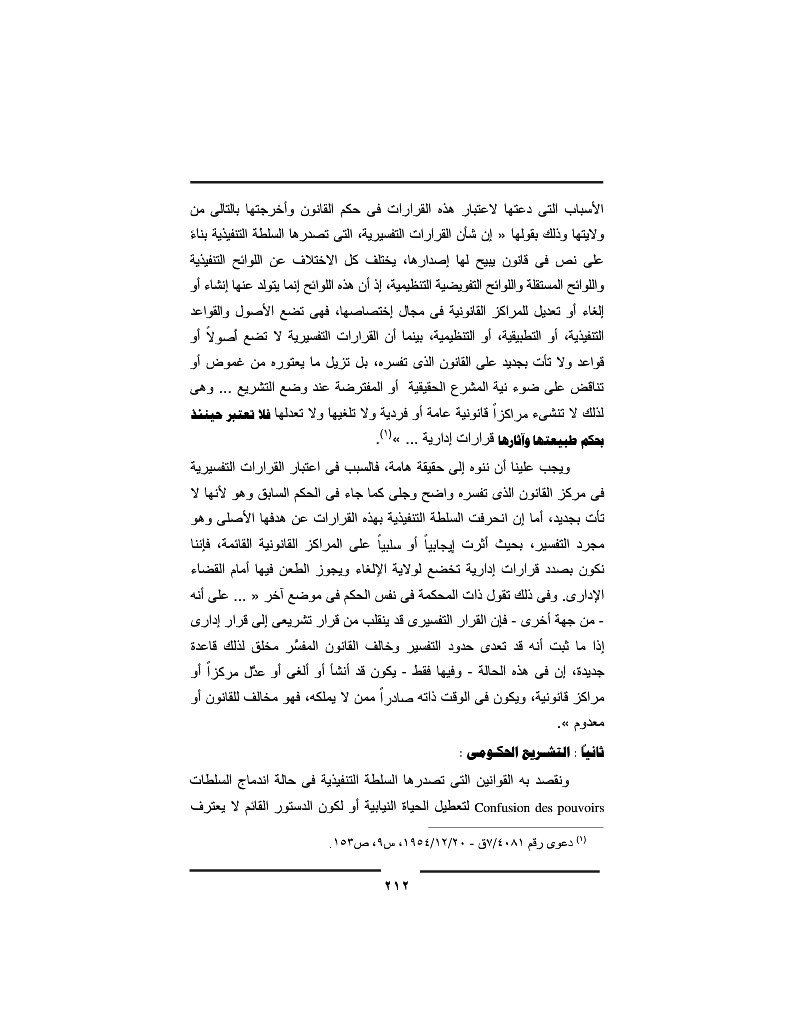 الأسباب التى دعتها لاعتبار هذه القرارات فى حكم القانون وأخرجتها بالتالى من
ولايتها وذلك بقولها « إن شأن القرارات التفسيرية، التى تصدرها السلطة التنفيذية بناءً
على نص فى قانون يبيح لها إصدارها، يختلف كل الاختلاف عن اللوائح التنفيذية
واللوائح المستقلة واللوائح التفويضية التنظيمية، إذ أن هذه اللوائح إنما يتولد عنها إنشاء أو
إلغاء أو تعديل للمراكز القانونية فى مجال إختصاصها، فهى تضع الأصول والقواعد
التنفيذية، أو التطبيقية، أو التنظيمية، بينما أن القرارات التفسيرية لا تضع أصولاً أو
قواعد ولا تأت بجديد على القانون الذى تفسره، بل تزيل ما يعتوره من غموض أو
تناقض على ضوء نية المشرع الحقيقية أو المفترضة عند وضع التشريع ... وهى
لذلك لا تنشىء مراكزاً قانونية عامة أو فردية ولا تلغيها ولا تعدلها فلا تعتبر حينئذ
بحكم طبيعتها وآثارها قرارات إدارية ... »(١).
ويجب علينا أن ننوه إلى حقيقة هامة، فالسبب فى اعتبار القرارات التفسيرية
فى مركز القانون الذى تفسره واضح وجلى كما جاء فى الحكم السابق وهو لأنها لا
تأت بجديد، أما إن انحرفت السلطة التنفيذية بهذه القرارات عن هدفها الأصلى وهو
مجرد التفسير، بحيث أثرت إيجابياً أو سلبياً على المراكز القانونية القائمة، فإننا
نكون بصدد قرارات إدارية تخضع لولاية الإلغاء ويجوز الطعن فيها أمام القضاء
الإدارى. وفى ذلك تقول ذات المحكمة فى نفس الحكم فى موضع آخر « ... على أنه
- من جهة أخرى - فإن القرار التفسيرى قد ينقلب من قرار تشريعى إلى قرار إدارى
إذا ما ثبت أنه قد تعدى حدود التفسير وخالف القانون المفسَّر مخلق لذلك قاعدة
جديدة، إن فى هذه الحالة - وفيها فقط - يكون قد أنشأ أو ألغى أو عدَّل مركزاً أو
مراكز قانونية، ويكون فى الوقت ذاته صادراً ممن لا يملكه، فهو مخالف للقانون أو
معدوم ».
ثانياً : التشريع الحكومى :
ونقصد به القوانين التى تصدرها السلطة التنفيذية فى حالة اندماج السلطات
Confusion des pouvoirs لتعطيل الحياة النيابية أو لكون الدستور القائم لا يعترف
(١) دعوى رقم ٧/٤٠٨١ق - ١٩٥٤/١٢/٢٠، س٩، ص١٥٣.
٢١٢